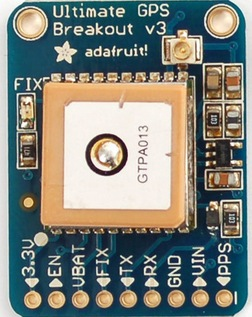 Ultimate GPS
Breakout v3
adafruit!
FIX
GTPA013
3.3V
EN
VBAT
FIX
TX
RX
GND
VIN
PPS